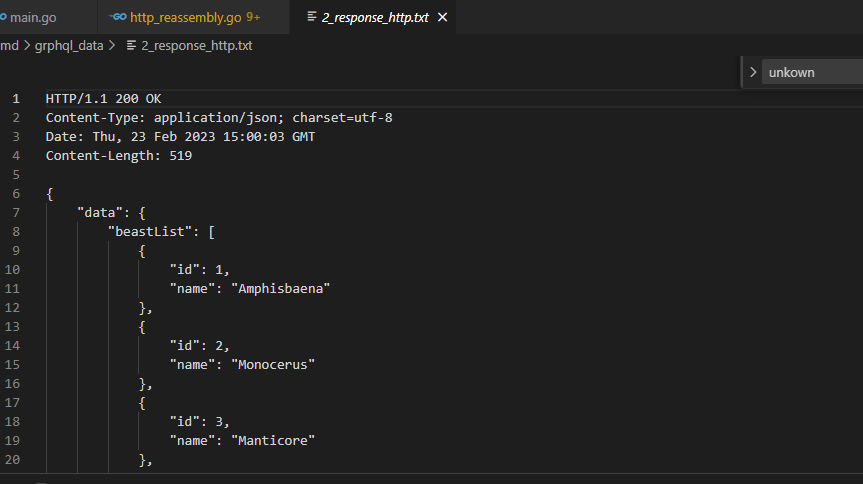 main.go http_reassembly.go 9+ 2_response_http.txt
md > grphql_data > 2_response_http.txt
> unkown
1 HTTP/1.1 200 OK
2 Content-Type: application/json; charset=utf-8
3 Date: Thu, 23 Feb 2023 15:00:03 GMT
4 Content-Length: 519
5
6 {
7 "data": {
8 "beastList": [
9 {
10 "id": 1,
11 "name": "Amphisbaena"
12 },
13 {
14 "id": 2,
15 "name": "Monocerus"
16 },
17 {
18 "id": 3,
19 "name": "Manticore"
20 },